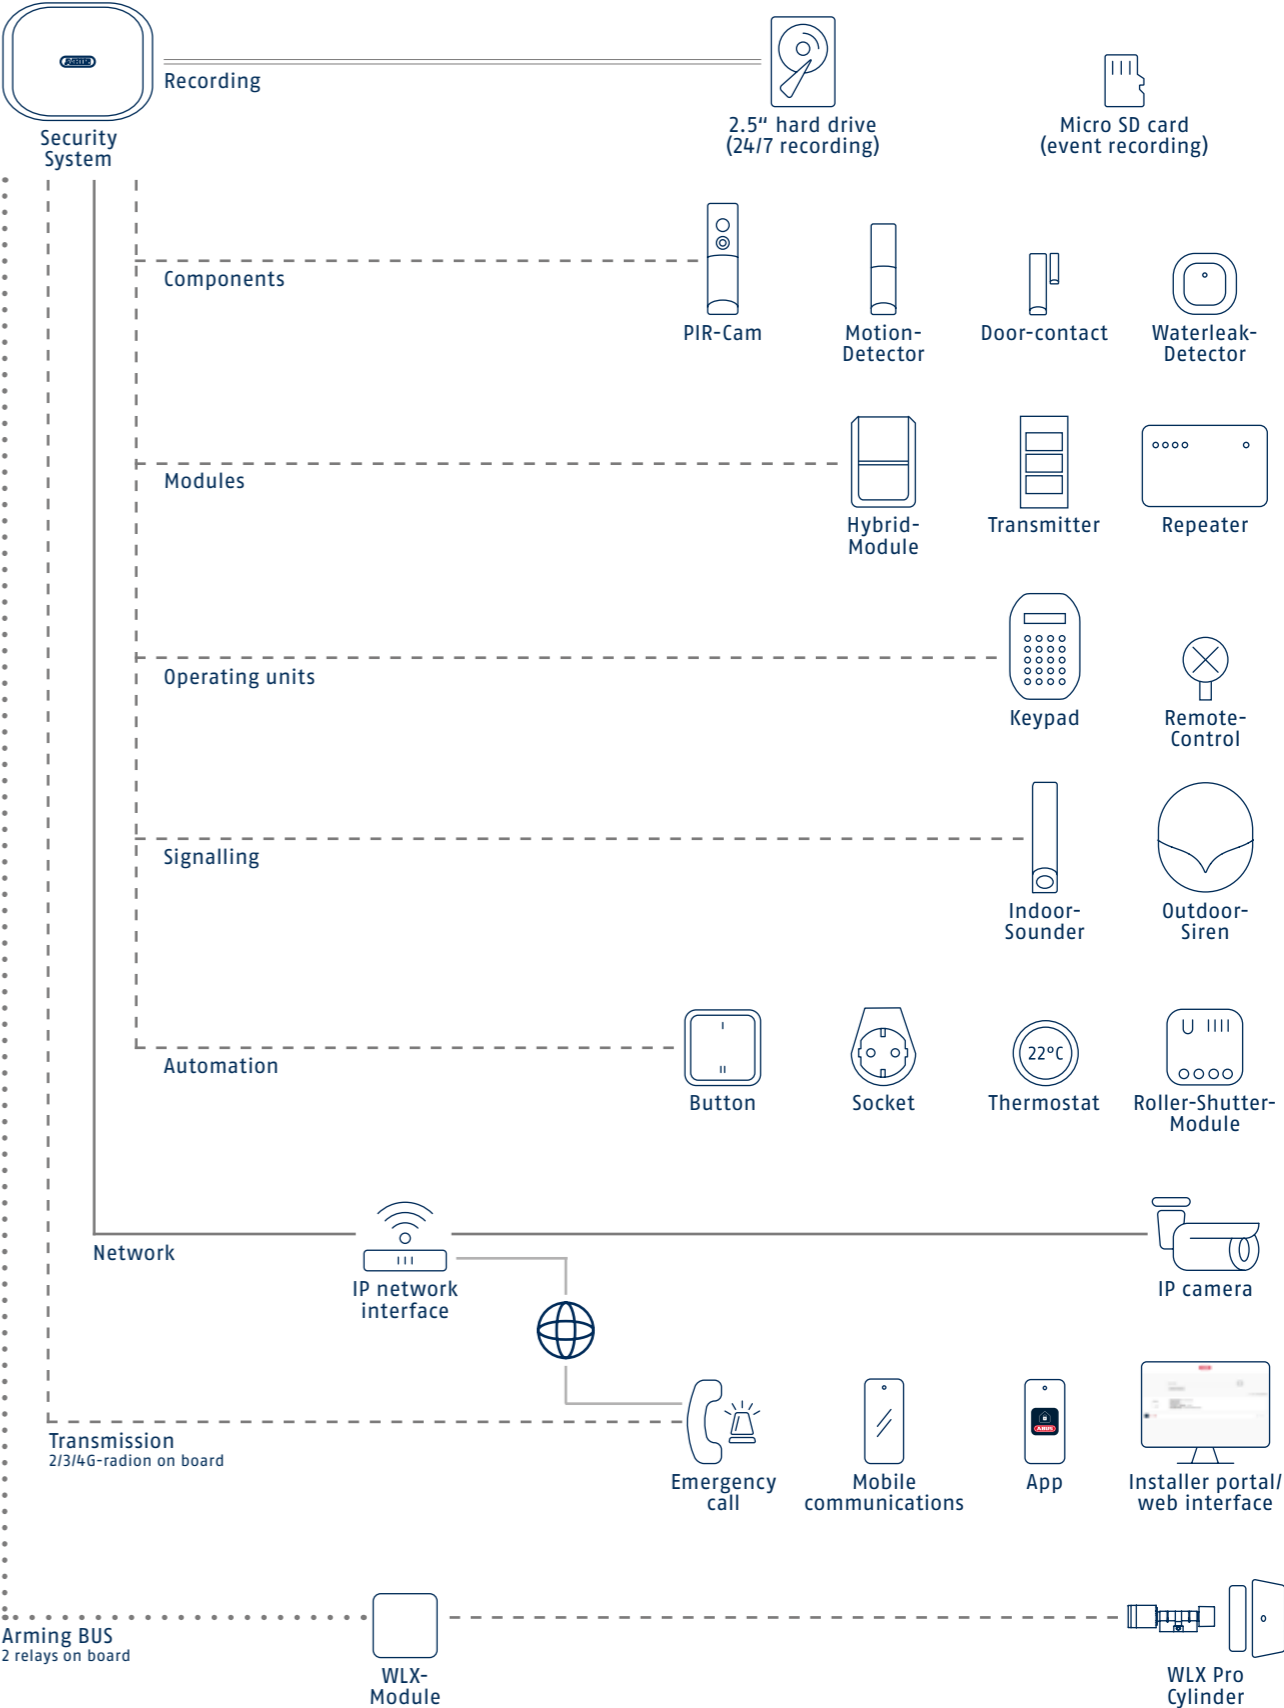 ABUS
Recording
Security
System
2.5“ hard drive
(24/7 recording)
Micro SD card
(event recording)
Components
PIR-Cam
Motion-
Detector
Door-contact
Waterleak-
Detector
Modules
Hybrid-
Module
Transmitter
Repeater
Operating units
Keypad
Remote-
Control
Signalling
Indoor-
Sounder
Outdoor-
Siren
Automation
Button
Socket
22°C
Thermostat
Roller-Shutter-
Module
Network
IP network
interface
IP camera
Transmission
2/3/4G-radion on board
Emergency
call
Mobile
communications
ABUS
App
Installer portal/
web interface
Arming BUS
2 relays on board
WLX-
Module
WLX Pro
Cylinder